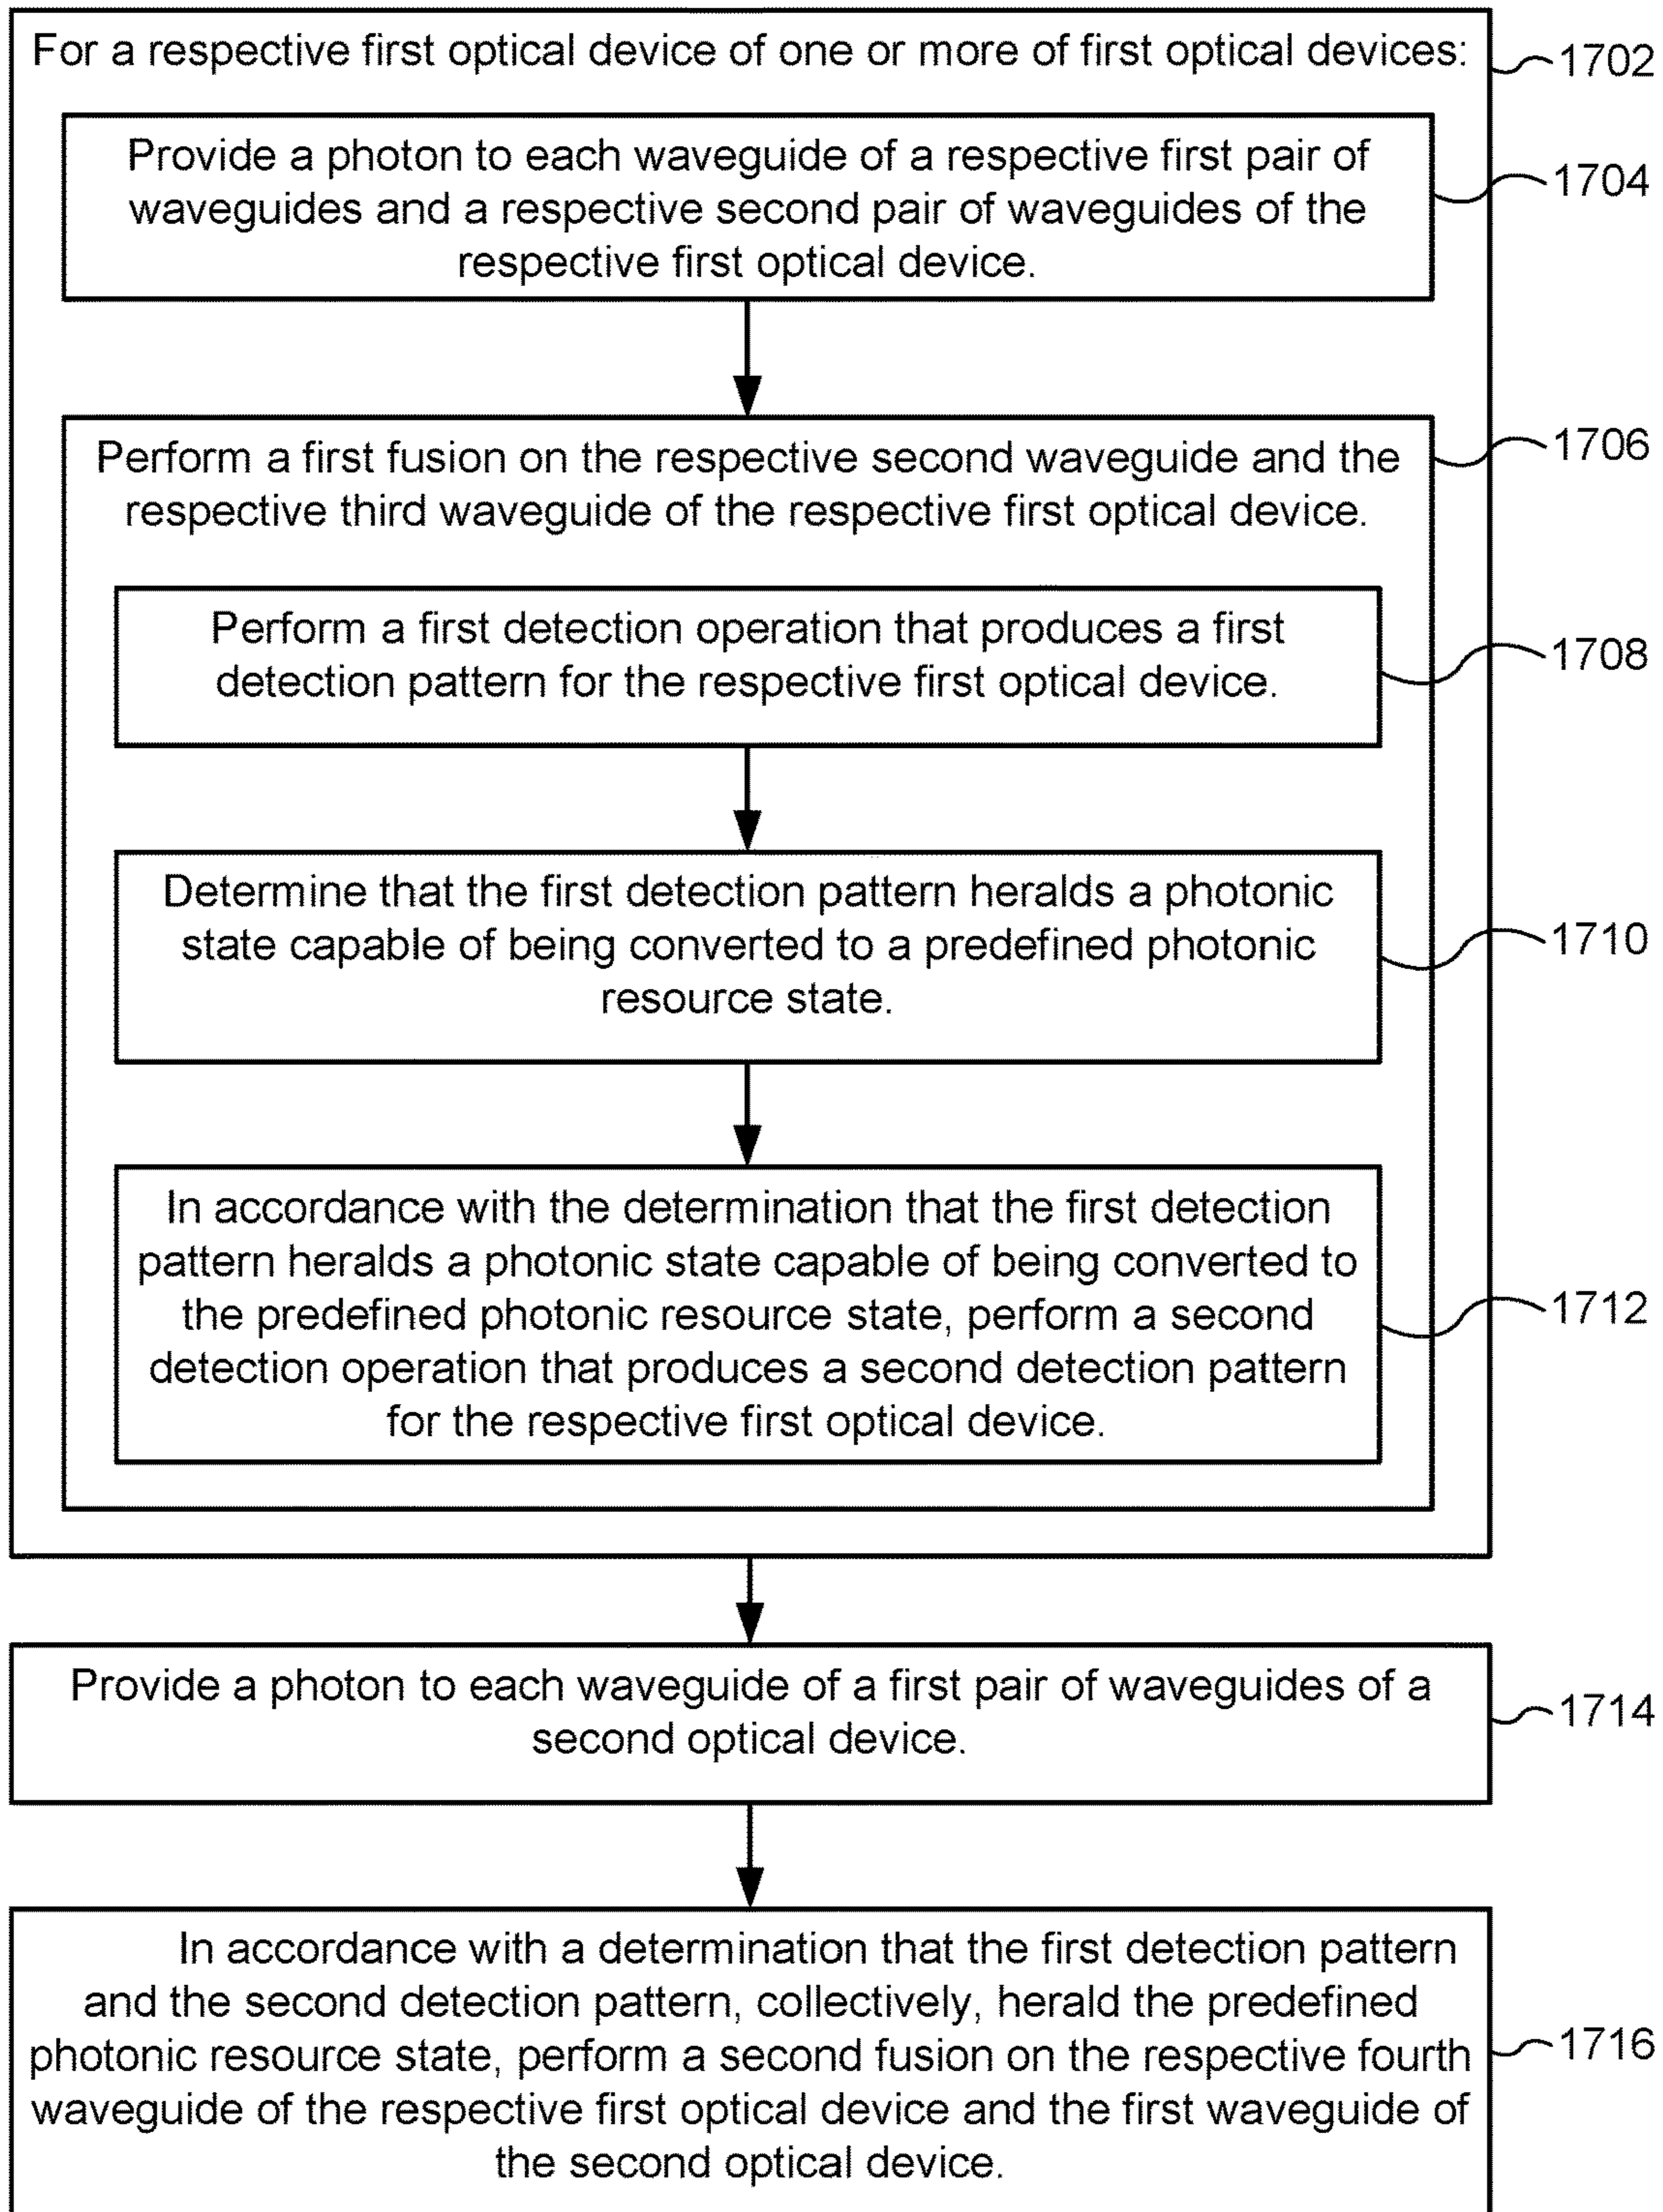 For a respective first optical device of one or more of first optical devices:
1702
Provide a photon to each waveguide of a respective first pair of
waveguides and a respective second pair of waveguides of the
respective first optical device.
1704
Perform a first fusion on the respective second waveguide and the
respective third waveguide of the respective first optical device.
1706
Perform a first detection operation that produces a first
detection pattern for the respective first optical device.
1708
Determine that the first detection pattern heralds a photonic
state capable of being converted to a predefined photonic
resource state.
1710
In accordance with the determination that the first detection
pattern heralds a photonic state capable of being converted to
the predefined photonic resource state, perform a second
detection operation that produces a second detection pattern
for the respective first optical device.
1712
Provide a photon to each waveguide of a first pair of waveguides of a
second optical device.
1714
In accordance with a determination that the first detection pattern
and the second detection pattern, collectively, herald the predefined
photonic resource state, perform a second fusion on the respective fourth
waveguide of the respective first optical device and the first waveguide of
the second optical device.
1716